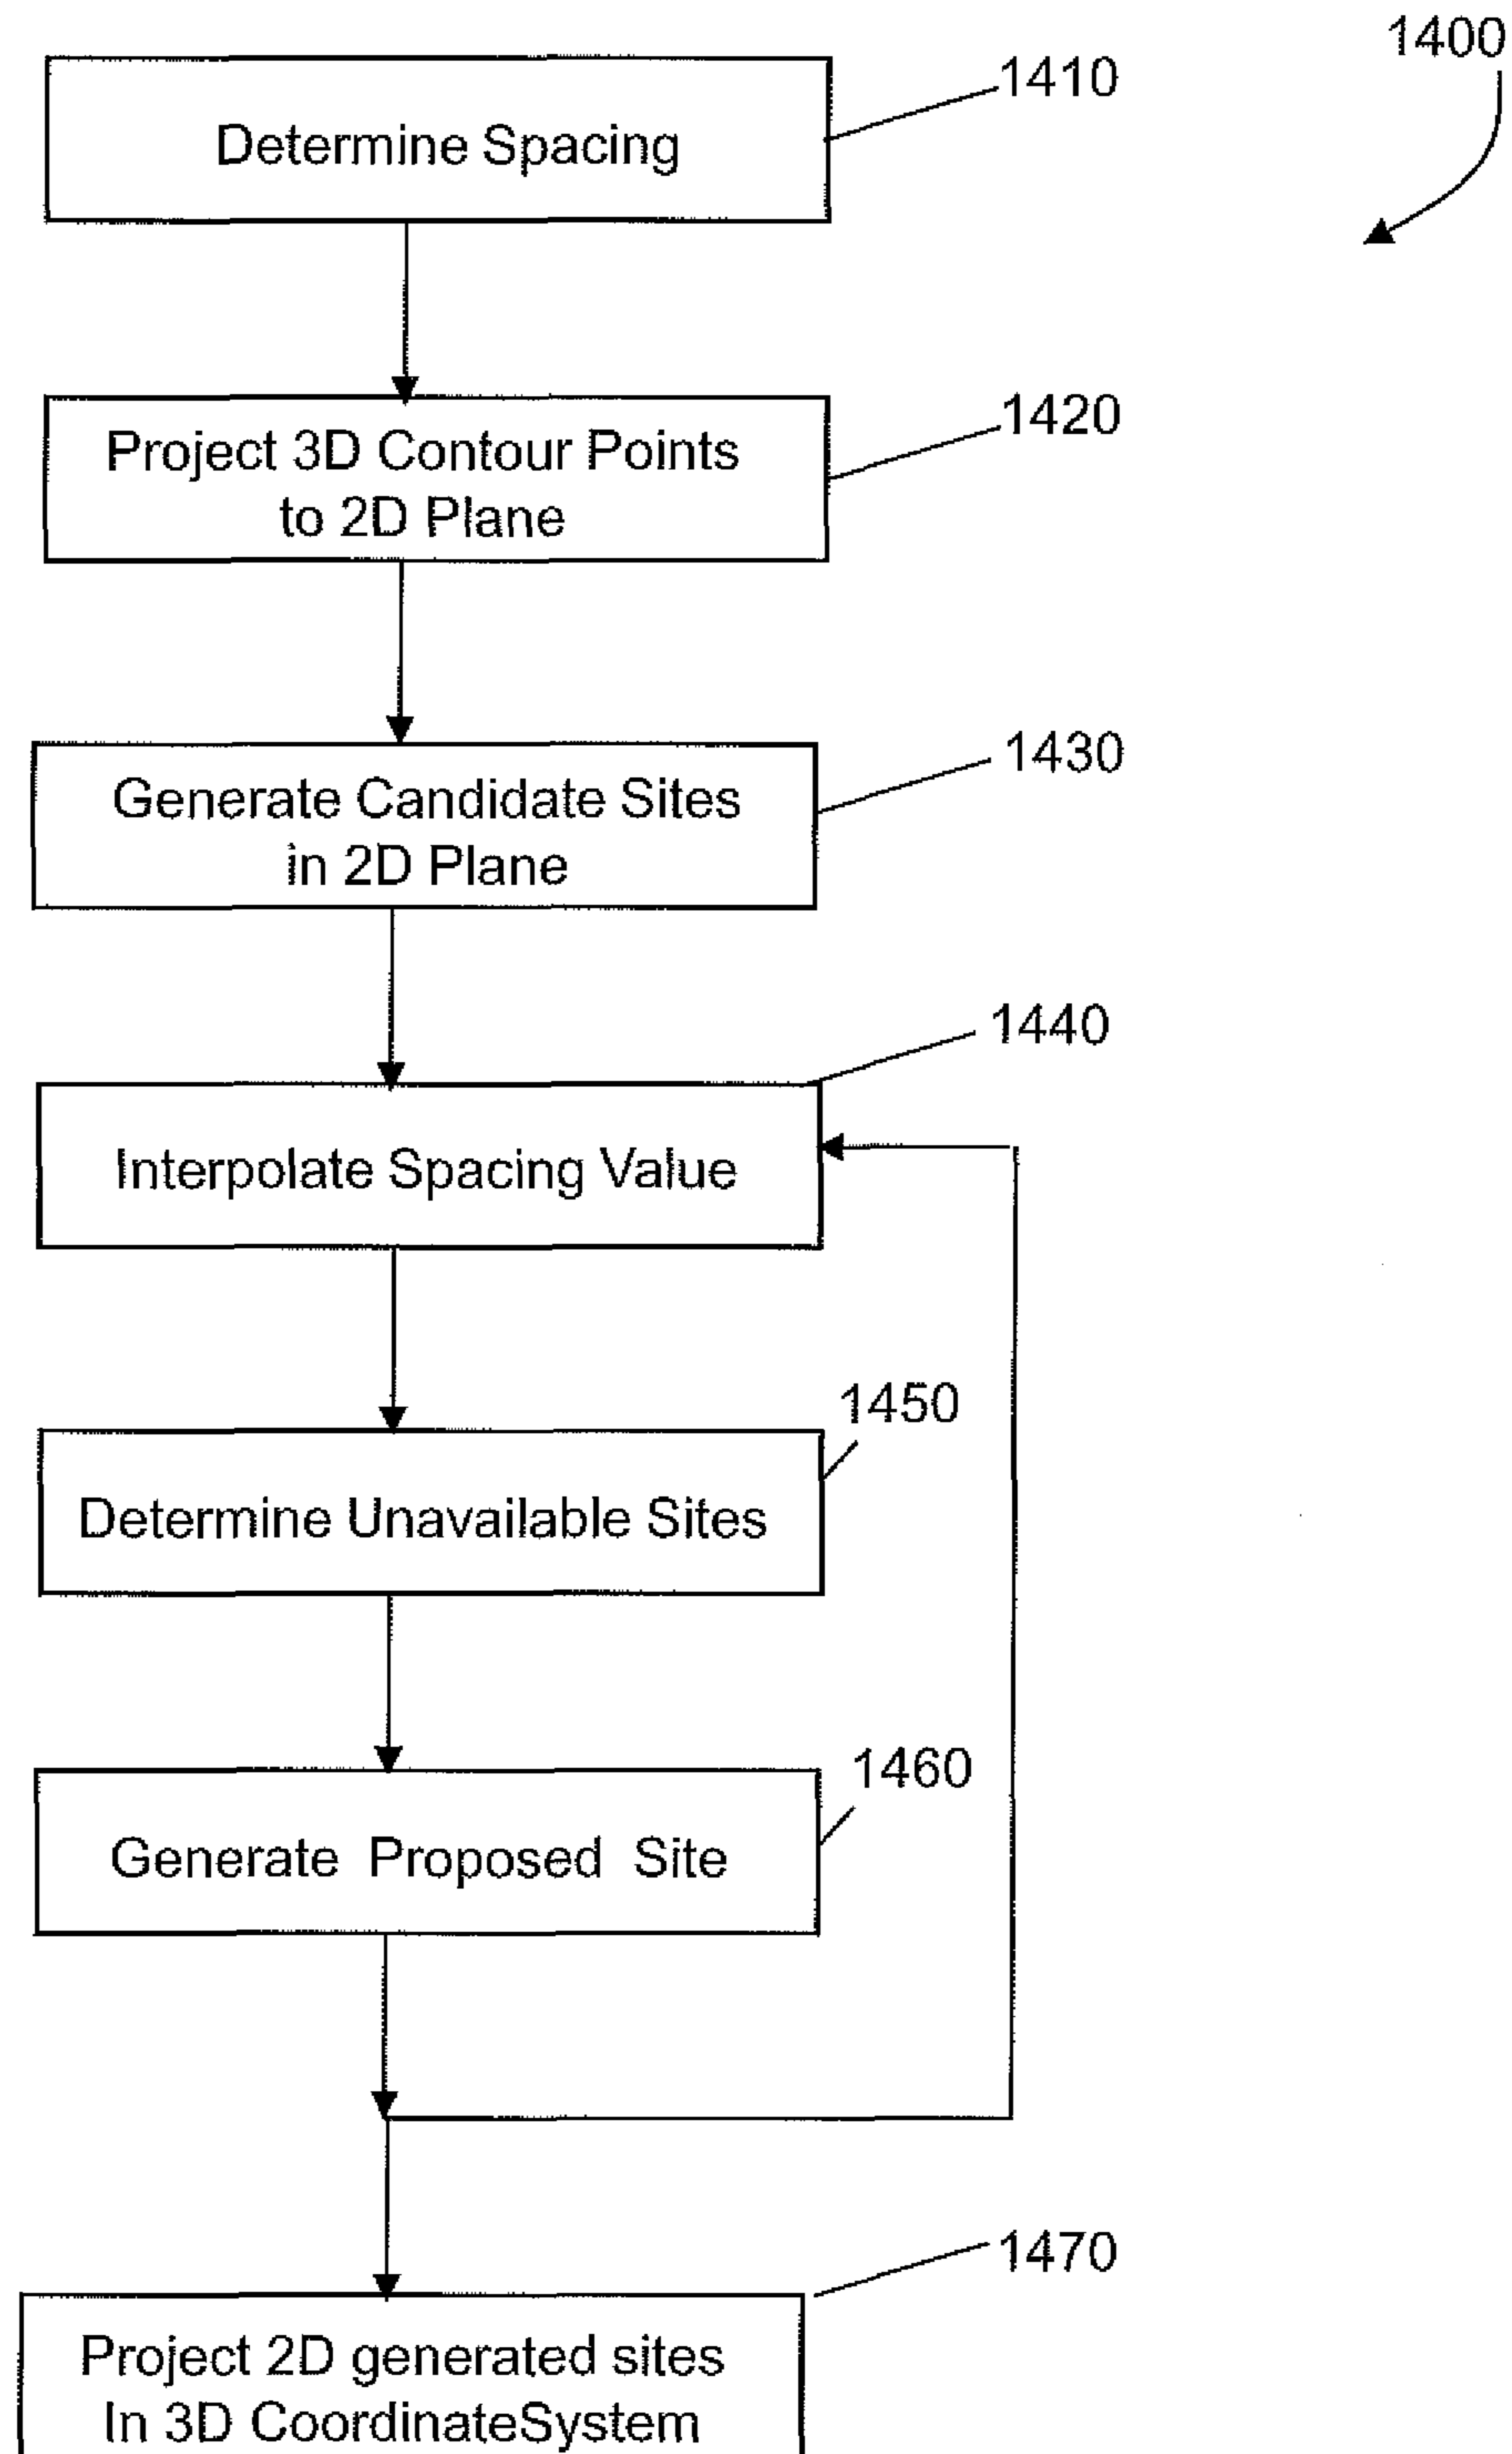 1400
1410
Determine Spacing
1420
Project 3D Contour Points
to 2D Plane
1430
Generate Candidate Sites
in 2D Plane
1440
Interpolate Spacing Value
1450
Determine Unavailable Sites
1460
Generate Proposed Site
1470
Project 2D generated sites
In 3D CoordinateSystem